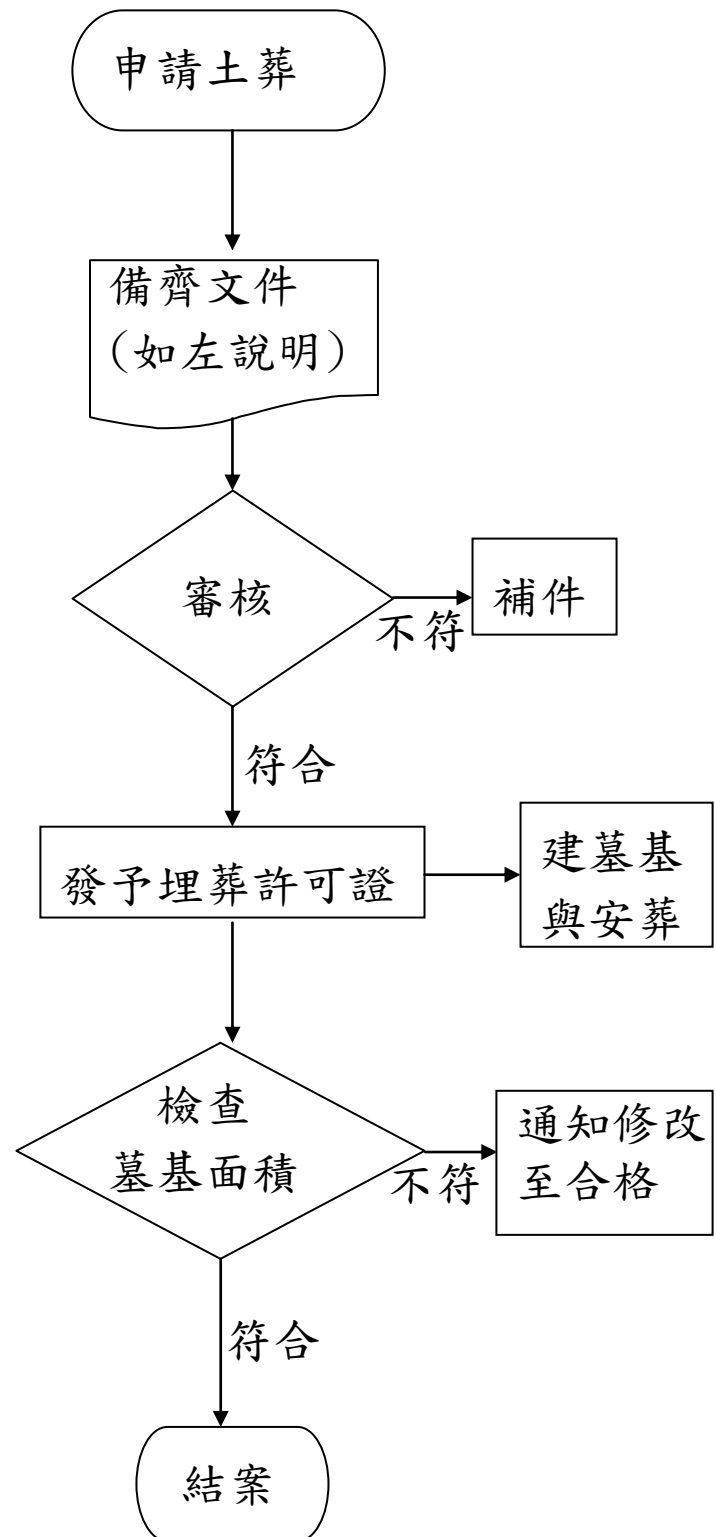 申請土葬
備齊文件
(如左說明)
審核
不符
補件
符合
發予埋葬許可證
建墓基
與安葬
檢查
墓基面積
不符
通知修改
至合格
符合
結案